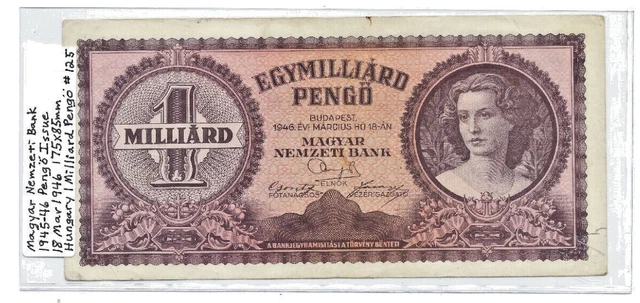 Magyar Nemzeti Bank
1945-46 Pengő Issue
18 Mar 1946 175x83mm
Hungary 1 Milliard Pengő #125
EGYMILLIÁRD
PENGŐ
BUDAPEST,
1946. ÉVI MÁRCIUS HÓ 18-ÁN
MAGYAR
NEMZETI BANK
1
MILLIÁRD
ELNÖK
FŐTANÁCSOS
VEZÉRIGAZGATÓ
A BANKJEGYHAMISÍTÁST A TÖRVÉNY BÜNTETI